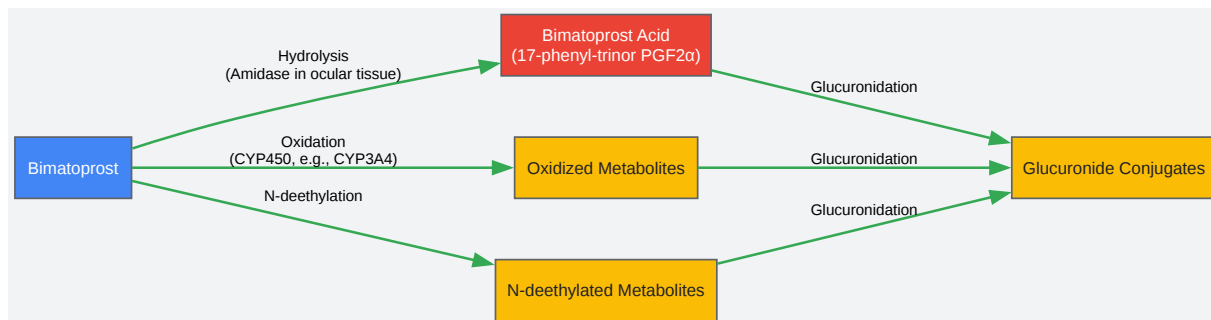 Bimatoprost Acid
(17-phenyl-trinor PGF2α)
Hydrolysis
(Amidase in ocular tissue)
Glucuronidation
Oxidation
(CYP450, e.g., CYP3A4)
Bimatoprost
Oxidized Metabolites
Glucuronidation
Glucuronide Conjugates
N-deethylation
Glucuronidation
N-deethylated Metabolites